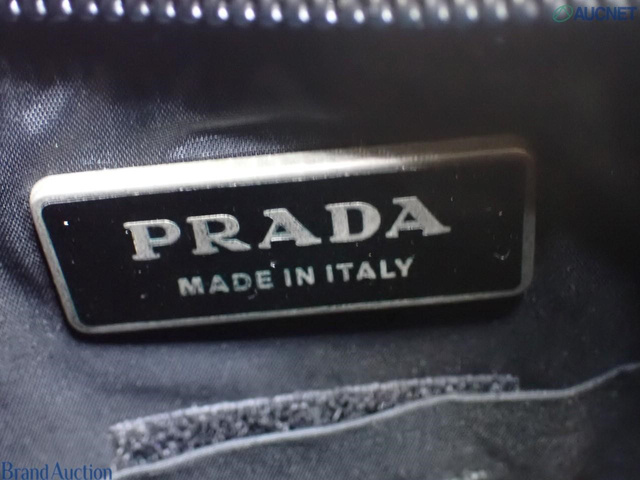 AUCNET
PRADA
MADE IN ITALY
Brand Auction